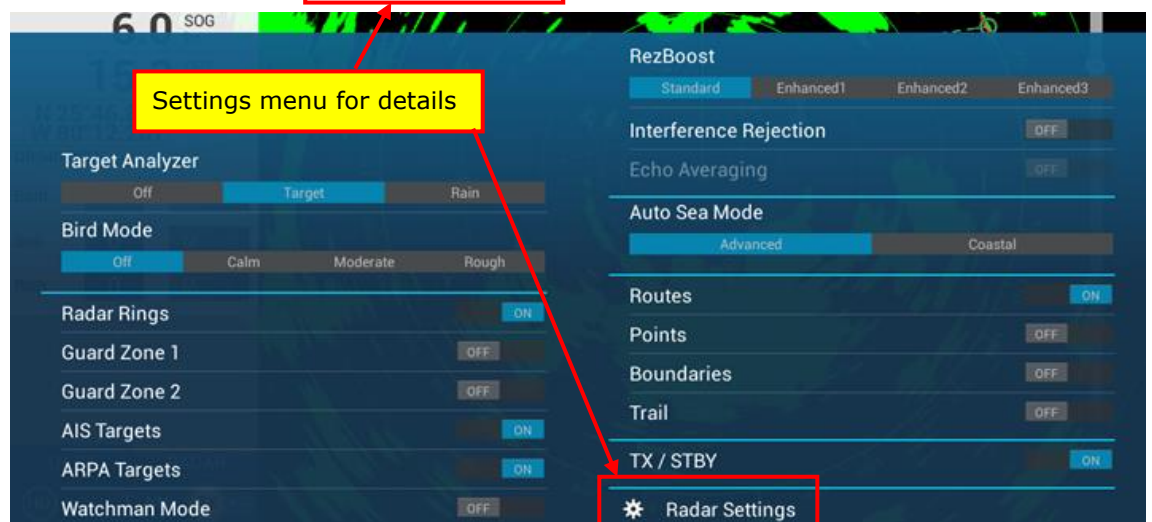 6.0 SOG
Settings menu for details
Target Analyzer
Off Target Rain
Bird Mode
Off Calm Moderate Rough
Radar Rings ON
Guard Zone 1 OFF
Guard Zone 2 OFF
AIS Targets ON
ARPA Targets ON
Watchman Mode OFF
RezBoost
Standard Enhanced1 Enhanced2 Enhanced3
Interference Rejection OFF
Echo Averaging OFF
Auto Sea Mode
Advanced Coastal
Routes ON
Points OFF
Boundaries OFF
Trail OFF
TX / STBY ON
Radar Settings